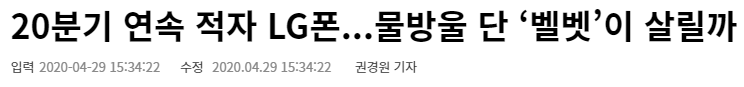 20분기 연속 적자 LG폰...물방울 단 ‘벨벳’이 살릴까
입력 2020-04-29 15:34:22 수정 2020.04.29 15:34:22 권경원 기자